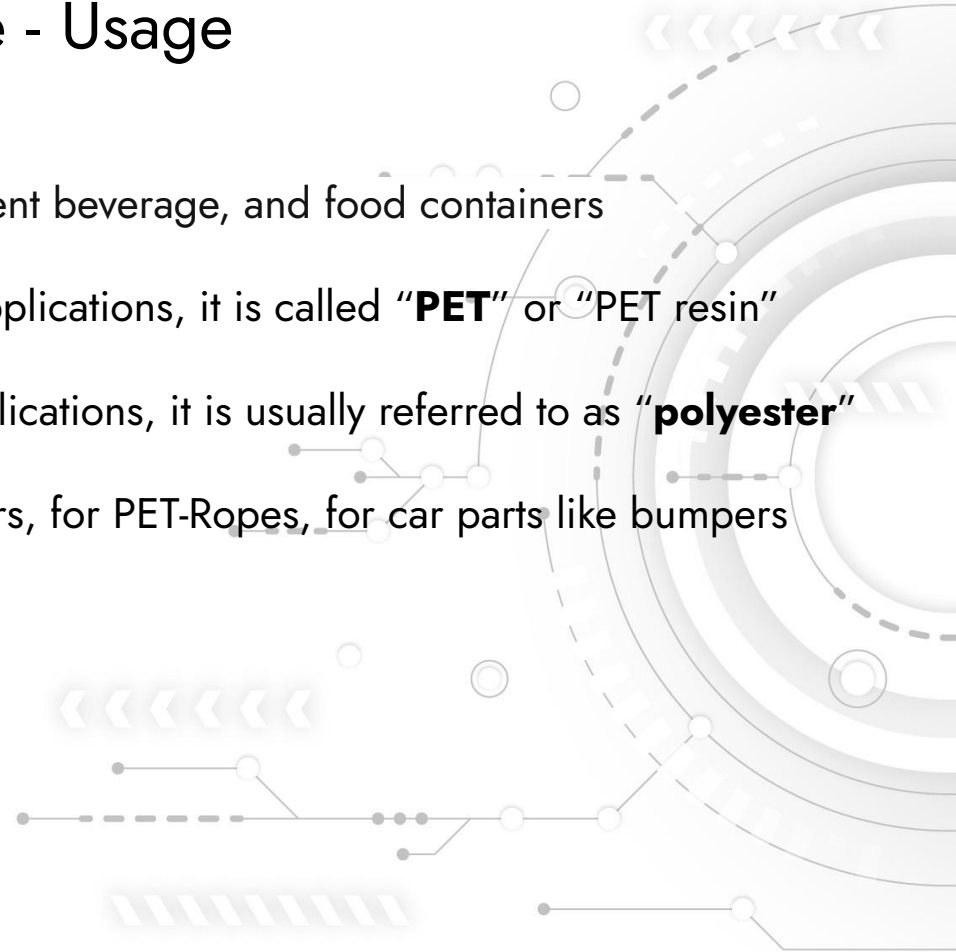 e - Usage
ent beverage, and food containers
pplications, it is called “PET” or “PET resin”
lications, it is usually referred to as “polyester”
rs, for PET-Ropes, for car parts like bumpers